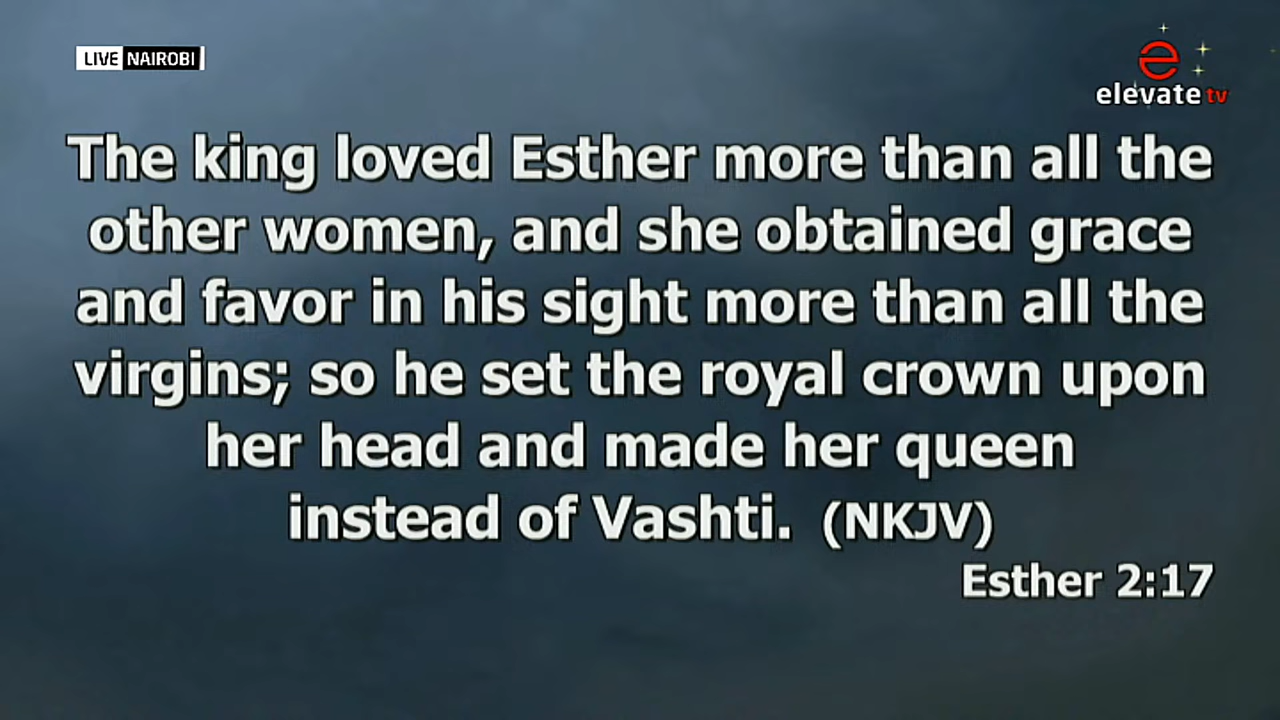 LIVE NAIROBI
e
elevate tv
The king loved Esther more than all the
other women, and she obtained grace
and favor in his sight more than all the
virgins; so he set the royal crown upon
her head and made her queen
instead of Vashti. (NKJV)
Esther 2:17